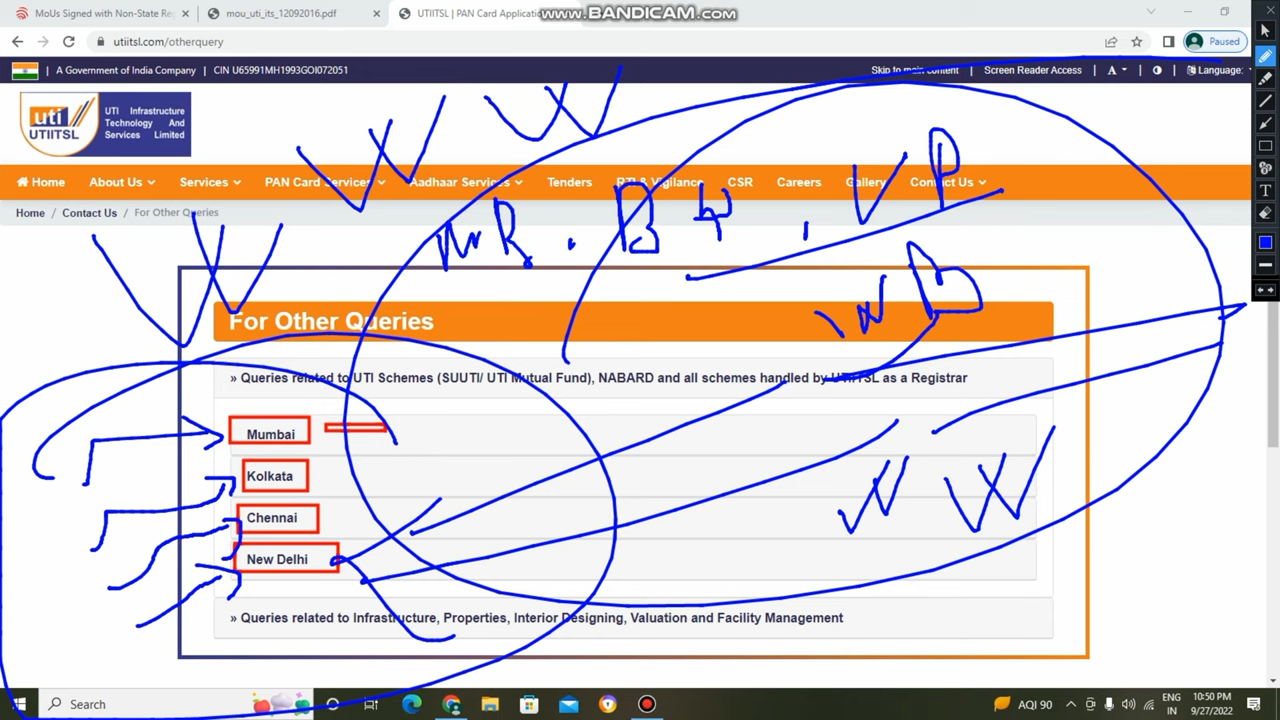 MoUs Signed with Non-State Re
mou_uti_its_12092016.pdf
UTIITSL | PAN Card Applicatio
www.BANDICAM.com
utiitsl.com/otherquery
Paused
A Government of India Company
CIN U65991MH1993GOI072051
Skip to main content
Screen Reader Access
A
Language:
uti
UTIITSL
UTI Infrastructure
Technology And
Services Limited
Home
About Us
Services
PAN Card Services
Aadhaar Services
Tenders
RTI & Vigilance
CSR
Careers
Gallery
Contact Us
Home
Contact Us
For Other Queries
W W
VP
For Other Queries
» Queries related to UTI Schemes (SUUTI/ UTI Mutual Fund), NABARD and all schemes handled by UTIITSL as a Registrar
Mumbai
Kolkata
Chennai
New Delhi
W W
» Queries related to Infrastructure, Properties, Interior Designing, Valuation and Facility Management
Search
AQI 90
ENG
IN
10:50 PM
9/27/2022